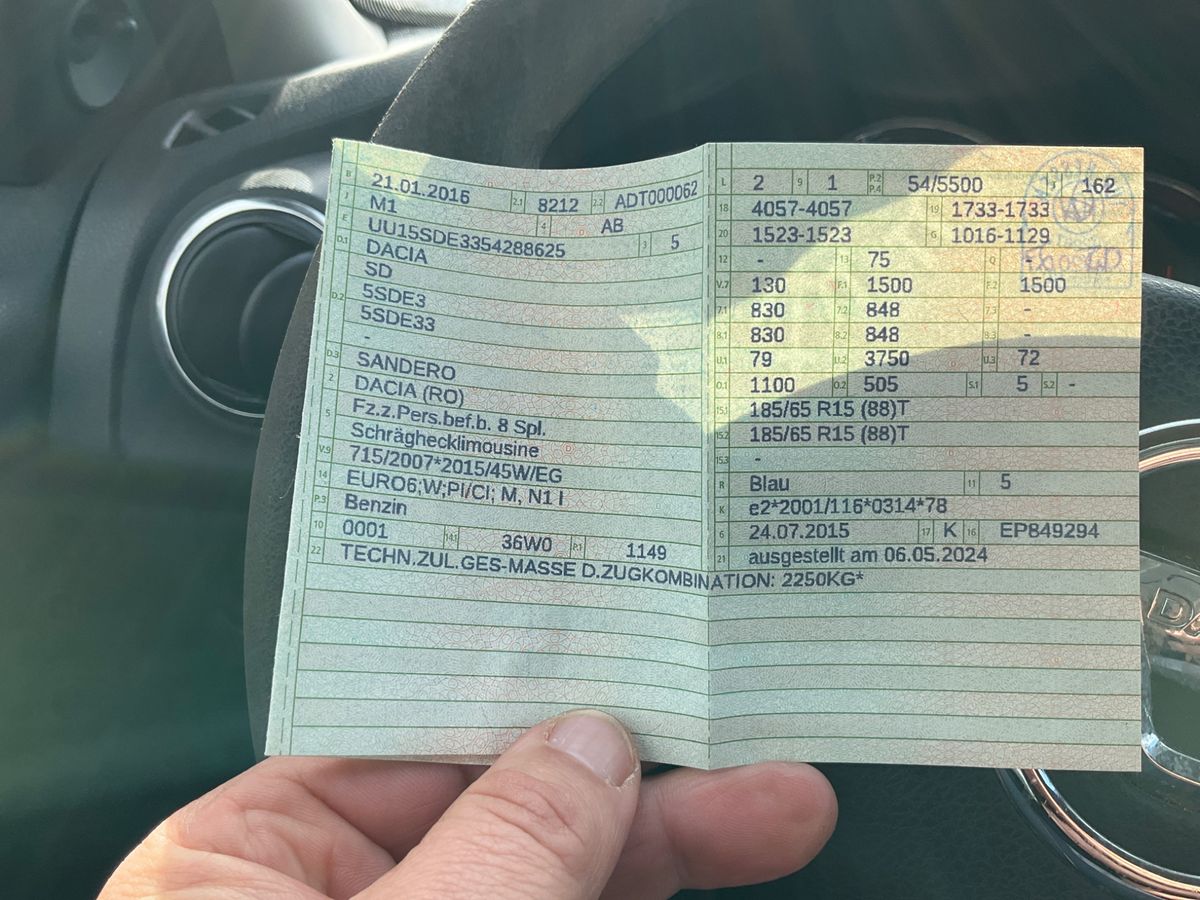 B 21.01.2016 2.1 8212 2.2 ADT000062
J M1 4 AB
E UU15SDE3354288625 3 5
D.1 DACIA
SD
D.2 5SDE3
5SDE33
-
D.3 SANDERO
2 DACIA (RO)
5 Fz.z.Pers.bef.b. 8 Spl.
Schräghecklimousine
V.9 715/2007*2015/45W/EG
14 EURO6;W;PI/CI; M, N1 I
P.3 Benzin
10 0001 14.1 36W0 P.1 1149
22 TECHN.ZUL.GES-MASSE D.ZUGKOMBINATION: 2250KG*
L 2 9 1 P.2 P.4 54/5500 T 162
18 4057-4057 19 1733-1733
20 1523-1523 G 1016-1129
12 - 13 75 Q -
V.7 130 F.1 1500 F.2 1500
7.1 830 7.2 848 7.3 -
8.1 830 8.2 848 8.3 -
U.1 79 U.2 3750 U.3 72
O.1 1100 O.2 505 S.1 5 S.2 -
15.1 185/65 R15 (88)T
15.2 185/65 R15 (88)T
15.3 -
R Blau 11 5
K e2*2001/116*0314*78
6 24.07.2015 17 K 16 EP849294
21 ausgestellt am 06.05.2024